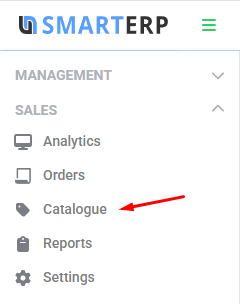 SMARTERP
MANAGEMENT
SALES
Analytics
Orders
Catalogue
Reports
Settings